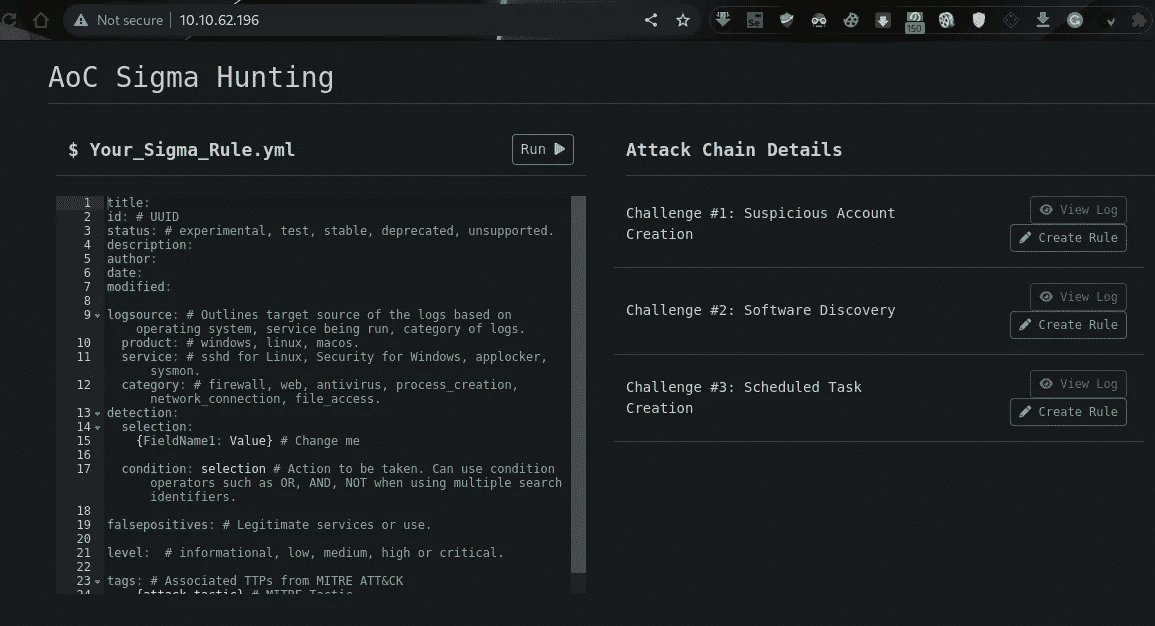 Not secure 10.10.62.196
150
AoC Sigma Hunting
$ Your_Sigma_Rule.yml
Run
1 title:
2 id: # UUID
3 status: # experimental, test, stable, deprecated, unsupported.
4 description:
5 author:
6 date:
7 modified:
8
9 logsource: # Outlines target source of the logs based on
operating system, service being run, category of logs.
10 product: # windows, linux, macos.
11 service: # sshd for Linux, Security for Windows, applocker,
sysmon.
12 category: # firewall, web, antivirus, process_creation,
network_connection, file_access.
13 detection:
14 selection:
15 {FieldName1: Value} # Change me
16
17 condition: selection # Action to be taken. Can use condition
operators such as OR, AND, NOT when using multiple search
identifiers.
18
19 falsepositives: # Legitimate services or use.
20
21 level: # informational, low, medium, high or critical.
22
23 tags: # Associated TTPs from MITRE ATT&CK
24 {attack.tactic} # MITRE Tactic
Attack Chain Details
Challenge #1: Suspicious Account
Creation
View Log
Create Rule
Challenge #2: Software Discovery
View Log
Create Rule
Challenge #3: Scheduled Task
Creation
View Log
Create Rule